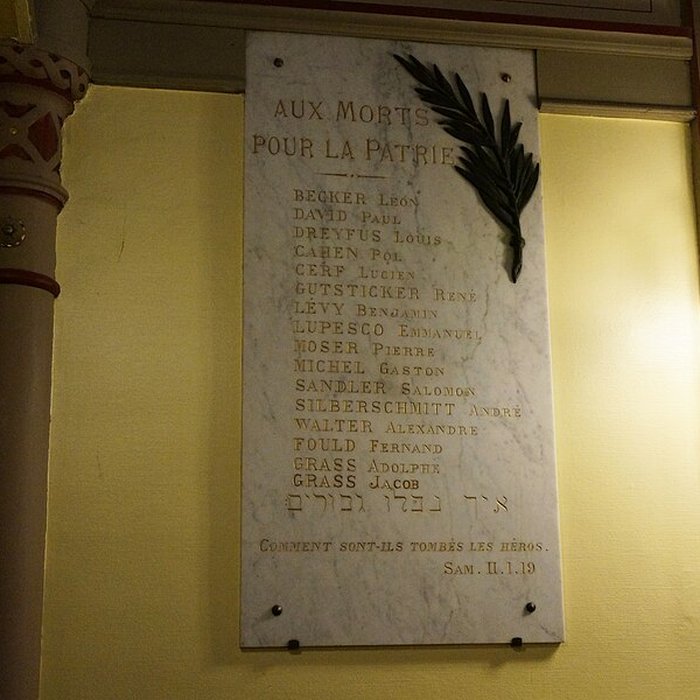 AUX MORTS
POUR LA PATRIE
BECKER LÉON
DAVID PAUL
DREYFUS LOUIS
CAHEN POL
CERF LUCIEN
GUTSTICKER RENÉ
LÉVY BENJAMIN
LUPESCO EMMANUEL
MOSER PIERRE
MICHEL GASTON
SANDLER SALOMON
SILBERSCHMITT ANDRÉ
WALTER ALEXANDRE
FOULD FERNAND
GRASS ADOLPHE
GRASS JACOB
איך נפלו גבורים
COMMENT SONT-ILS TOMBÉS LES HÉROS.
SAM. II.1.19